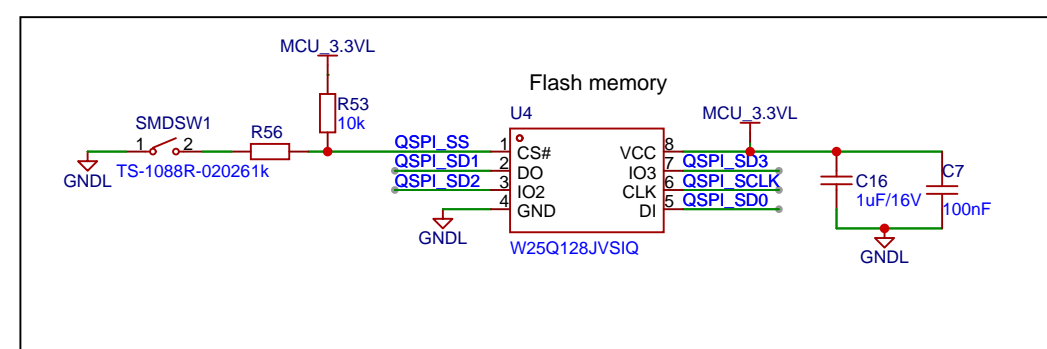 MCU_3.3VL
Flash memory
R53
10k
U4
MCU_3.3VL
SMDSW1
R56
1 2
TS-1088R-020261k
GNDL
QSPI_SS 1 CS#
QSPI_SD1 2 DO
QSPI_SD2 3 IO2
4 GND
GNDL
VCC 8
IO3 7 QSPI_SD3
CLK 6 QSPI_SCLK
DI 5 QSPI_SD0
W25Q128JVSIQ
C16
1uF/16V
C7
100nF
GNDL